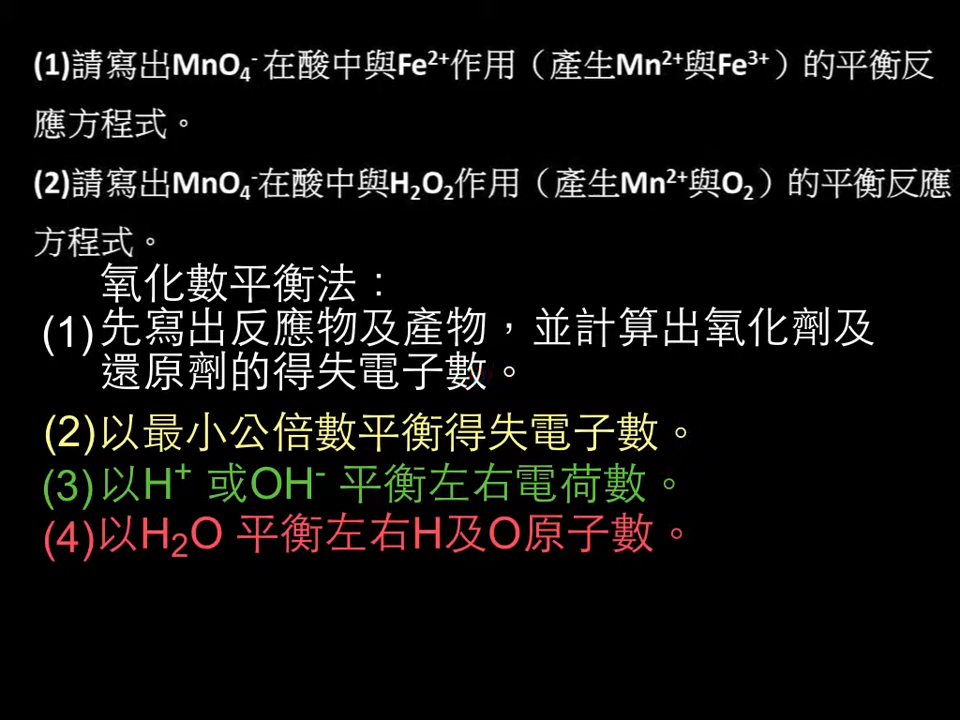 (1)請寫出MnO₄⁻ 在酸中與Fe²⁺作用（產生Mn²⁺與Fe³⁺）的平衡反
應方程式。
(2)請寫出MnO₄⁻在酸中與H₂O₂作用（產生Mn²⁺與O₂）的平衡反應
方程式。
氧化數平衡法：
(1)先寫出反應物及產物，並計算出氧化劑及
還原劑的得失電子數。
(2)以最小公倍數平衡得失電子數。
(3)以H⁺ 或OH⁻ 平衡左右電荷數。
(4)以H₂O 平衡左右H及O原子數。